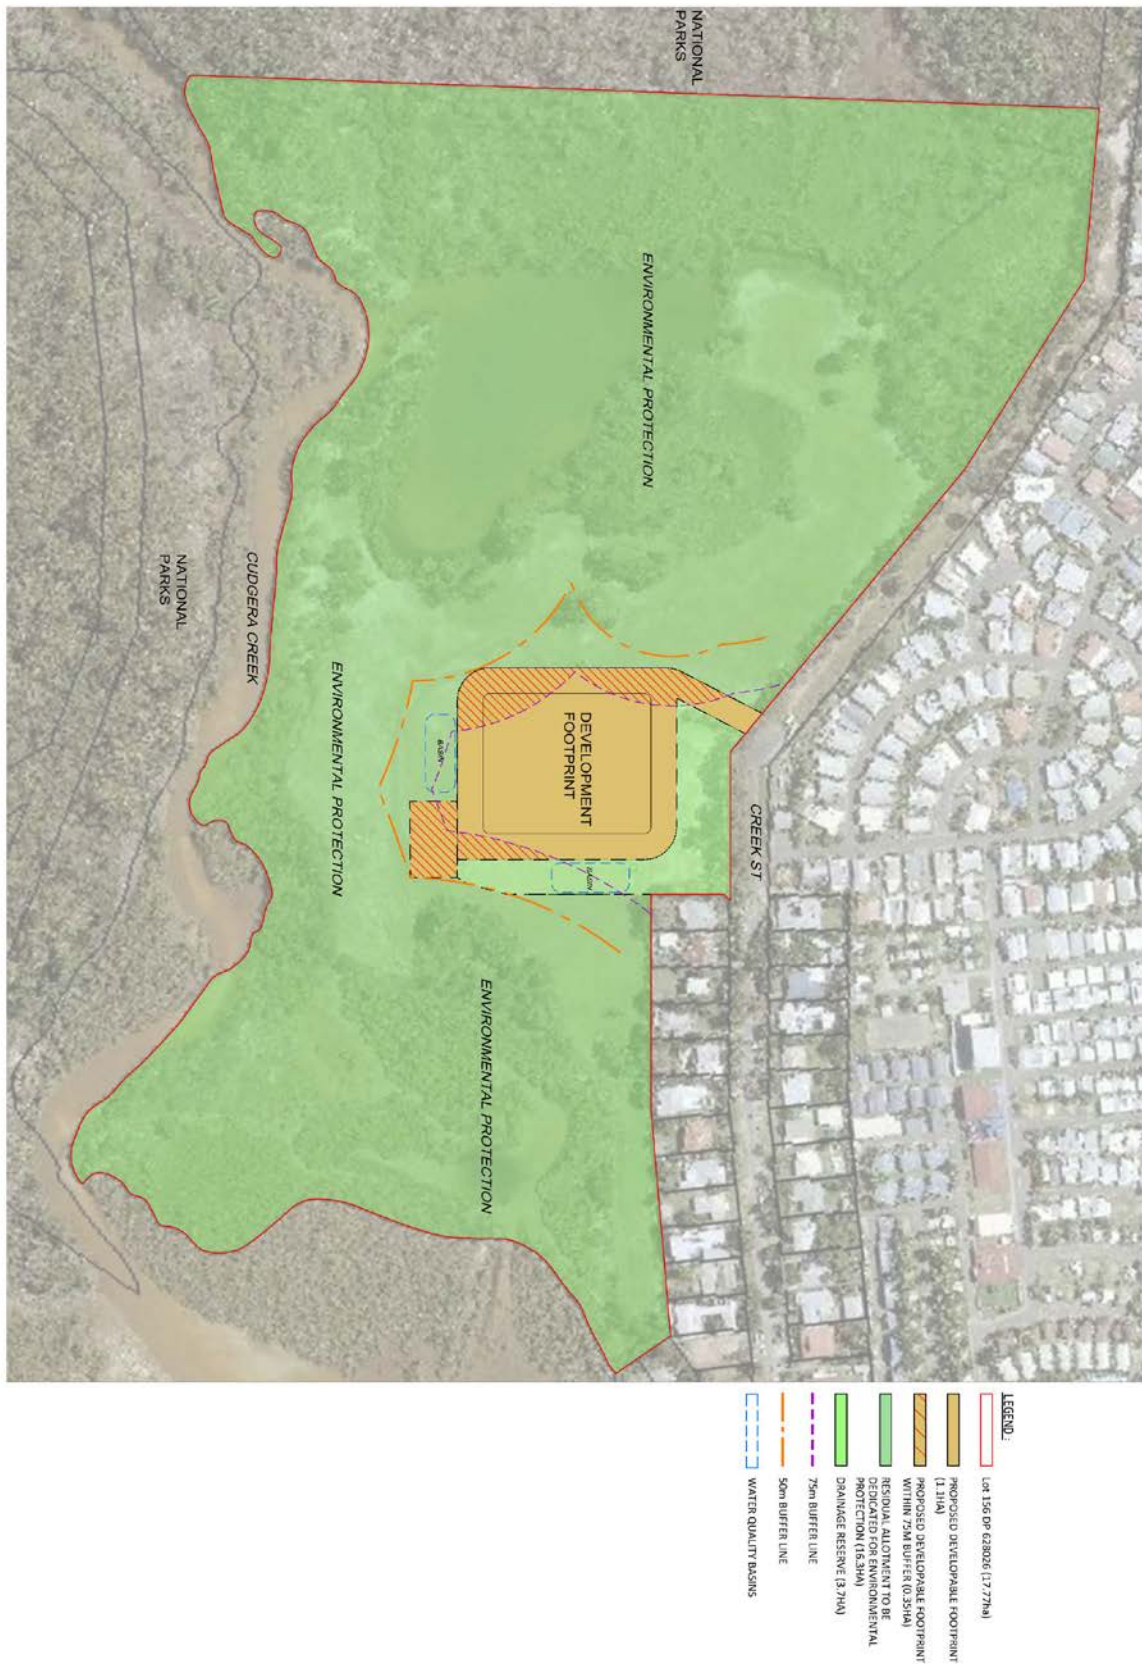 NATIONAL
PARKS
ENVIRONMENTAL PROTECTION
CUDGERA CREEK
NATIONAL
PARKS
ENVIRONMENTAL PROTECTION
DEVELOPMENT
FOOTPRINT
BASIN
BASIN
CREEK ST
ENVIRONMENTAL PROTECTION
LEGEND :
Lot 156 DP 628026 (17.77ha)
PROPOSED DEVELOPABLE FOOTPRINT
(1.1HA)
PROPOSED DEVELOPABLE FOOTPRINT
WITHIN 75M BUFFER (0.35HA)
RESIDUAL ALLOTMENT TO BE
DEDICATED FOR ENVIRONMENTAL
PROTECTION (16.3HA)
DRAINAGE RESERVE (3.7HA)
75m BUFFER LINE
50m BUFFER LINE
WATER QUALITY BASINS